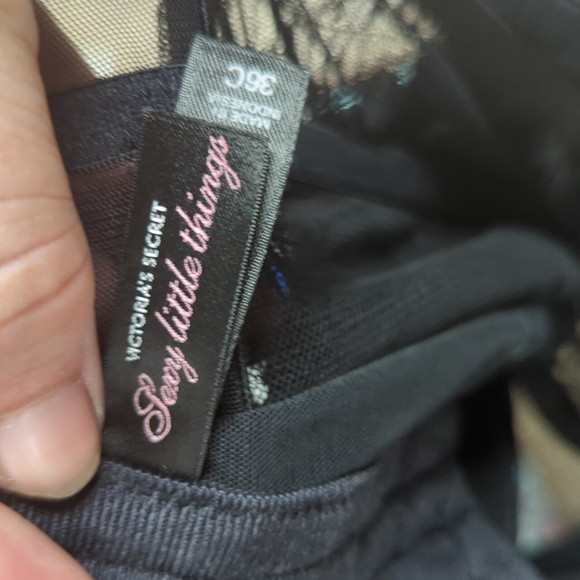 VICTORIA'S SECRET
Sexy little things
36C
MADE IN
INDONESIA